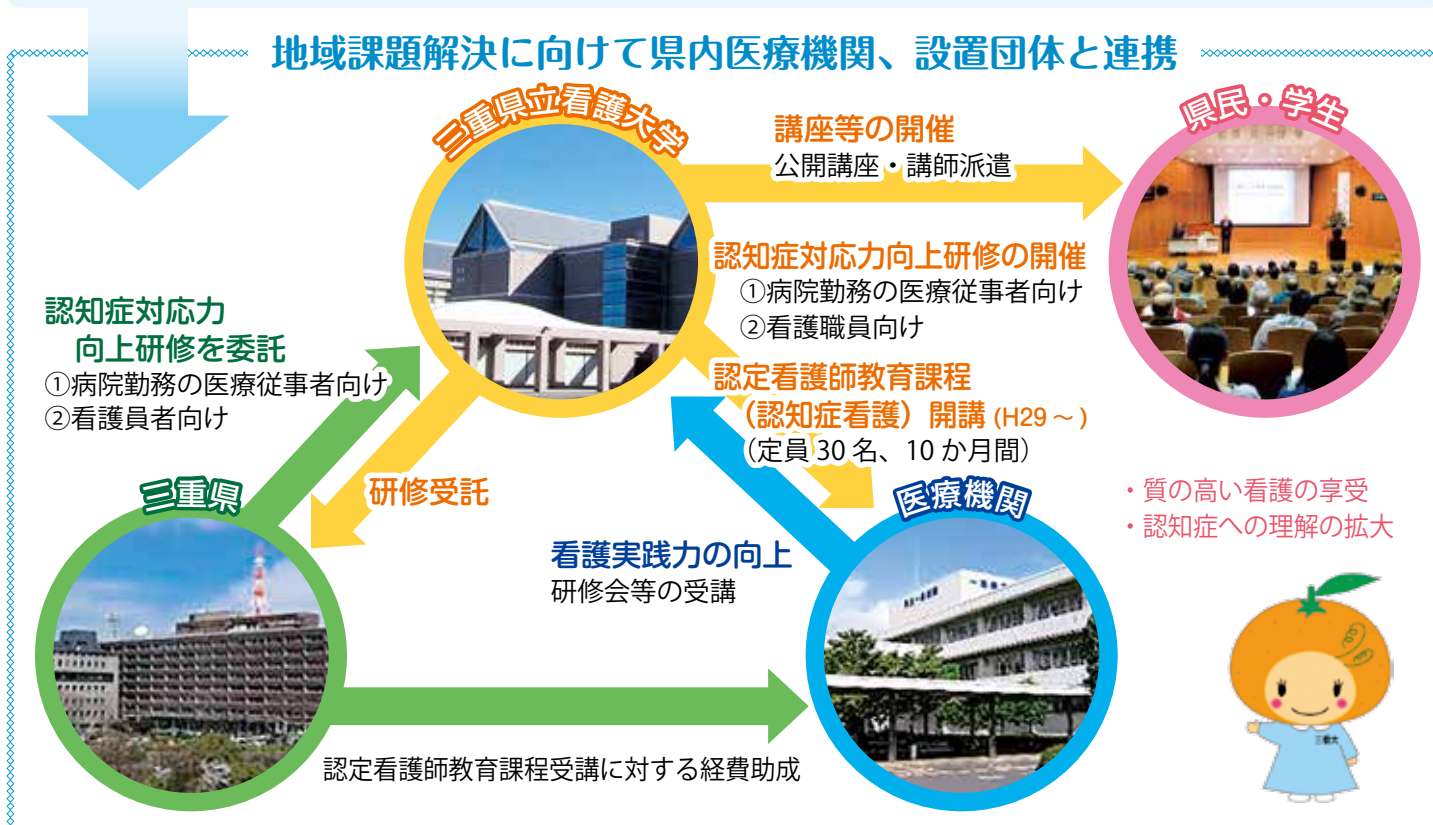 地域課題解決に向けて県内医療機関、設置団体と連携
三重県立看護大学
講座等の開催
公開講座・講師派遣
県民・学生
認知症対応力向上研修の開催
①病院勤務の医療従事者向け
②看護職員向け
認知症対応力
向上研修を委託
①病院勤務の医療従事者向け
②看護員者向け
認定看護師教育課程
（認知症看護）開講 (H29～)
（定員 30 名、10 か月間）
研修受託
三重県
医療機関
・質の高い看護の享受
・認知症への理解の拡大
看護実践力の向上
研修会等の受講
認定看護師教育課程受講に対する経費助成